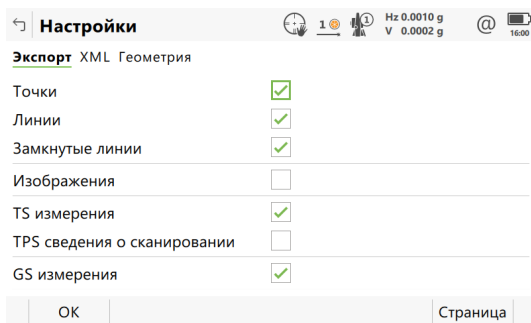 Настройки
1
1
Hz 0.0010 g
V 0.0002 g
@
16:00
Экспорт XML Геометрия
Точки
Линии
Замкнутые линии
Изображения
TS измерения
TPS сведения о сканировании
GS измерения
OK
Страница